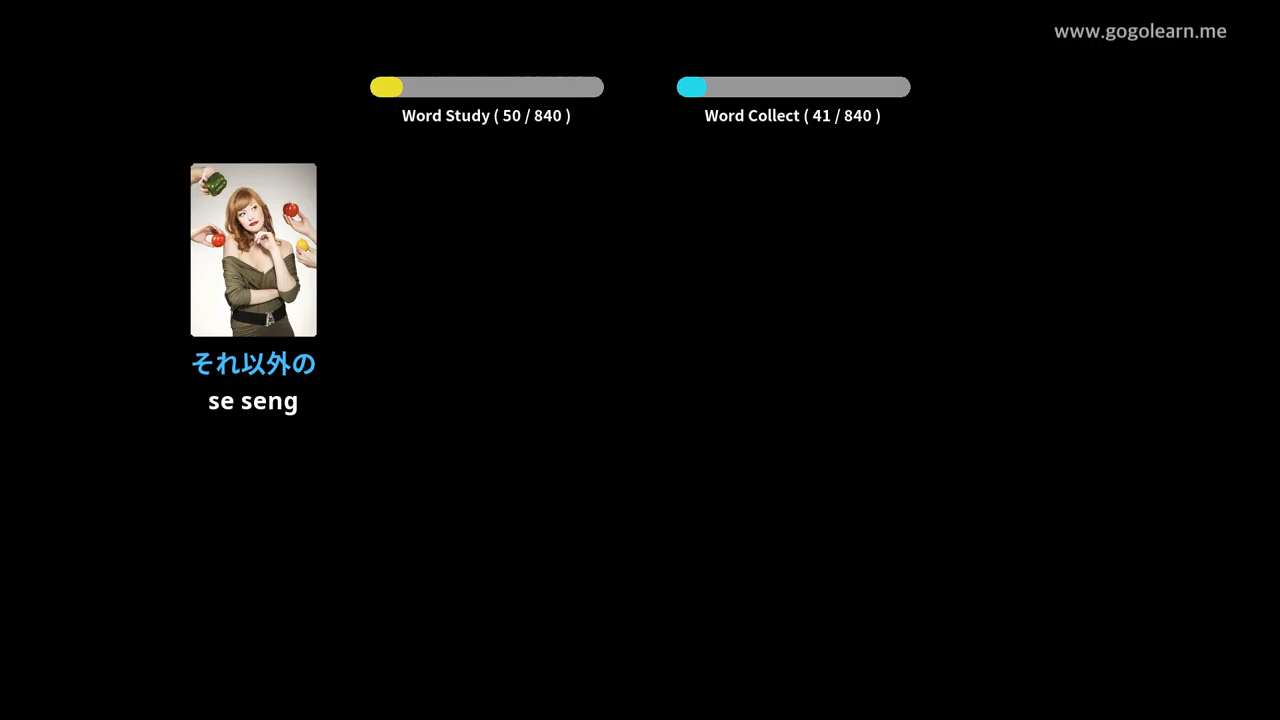 www.gogolearn.me
Word Study ( 50 / 840 )
Word Collect ( 41 / 840 )
それ以外の
se seng